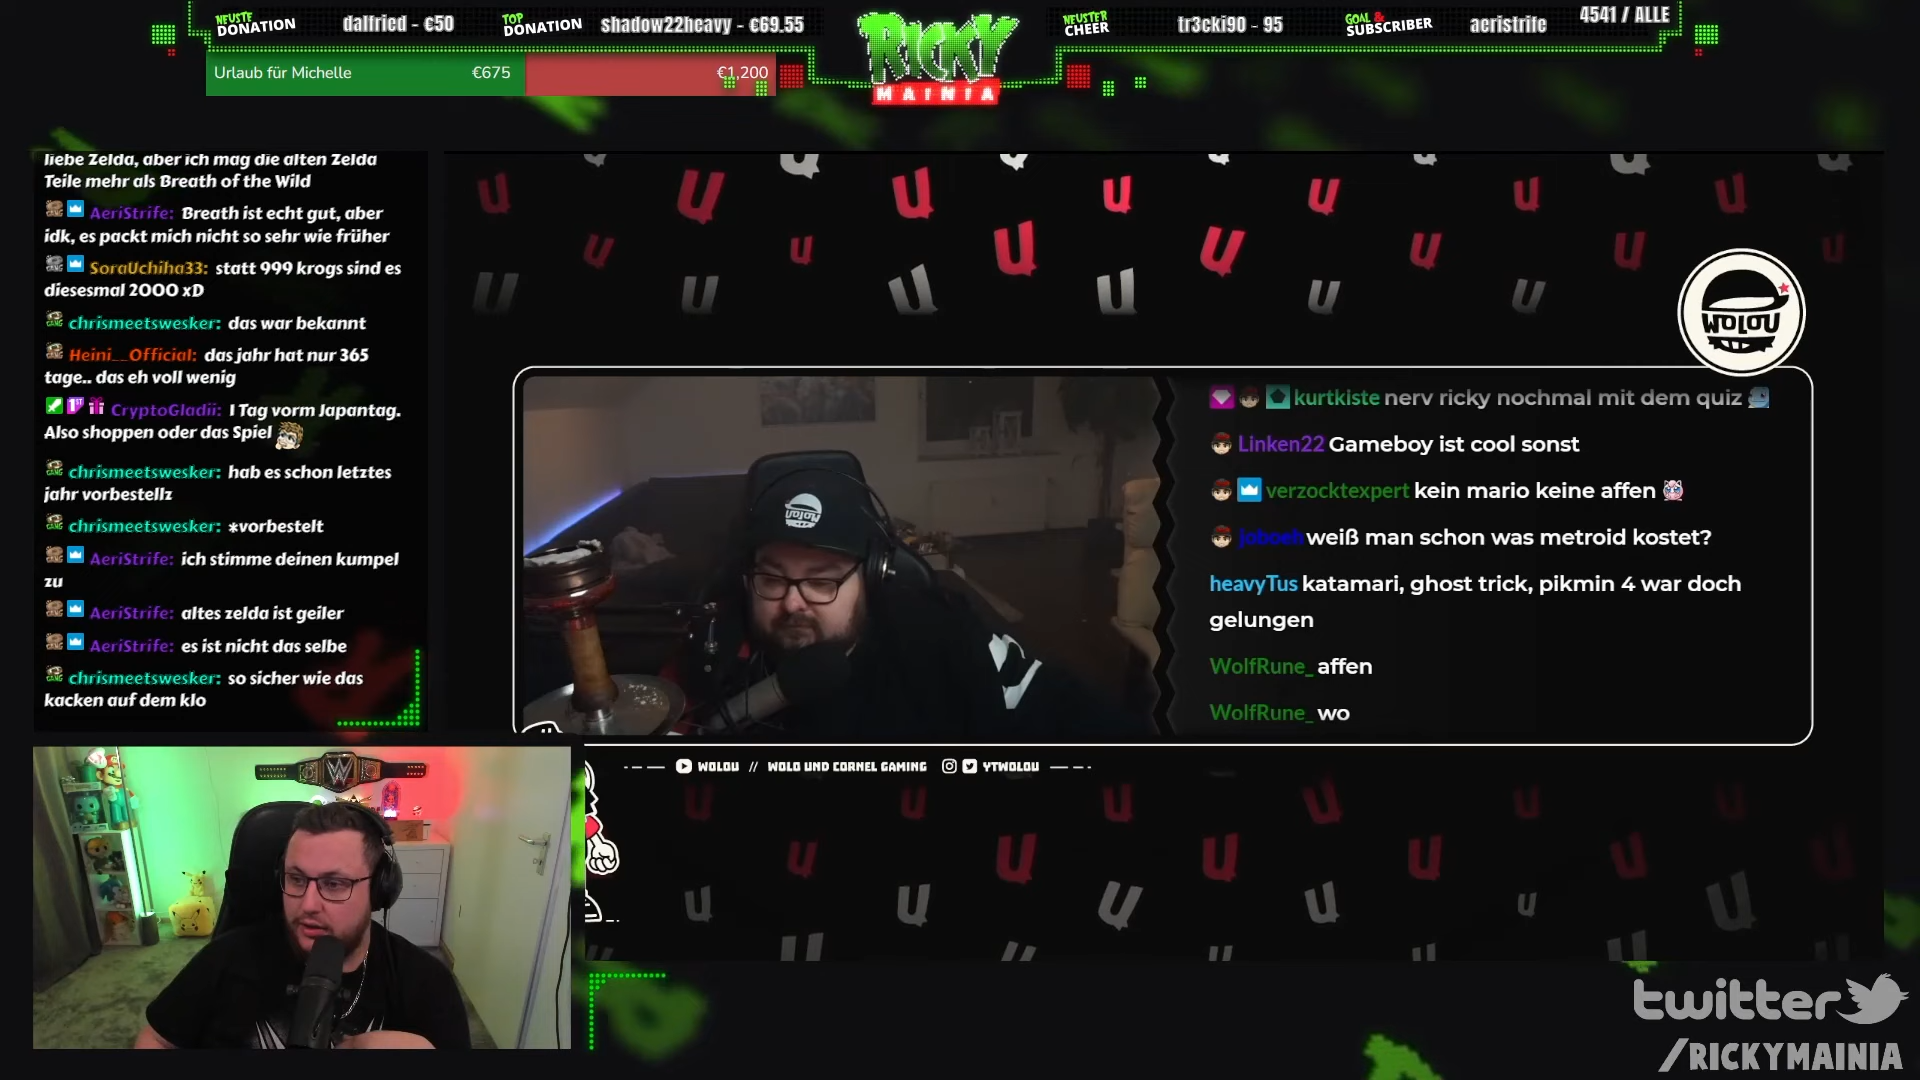 NEUSTE
DONATION
dalfried - €50
TOP
DONATION
shadow22heavy - €69.55
RICKY
MAINIA
NEUSTER
CHEER
tr3cki90 - 95
GOAL &
SUBSCRIBER
aeristrife
4541 / ALLE
Urlaub für Michelle €675 €1,200
liebe Zelda, aber ich mag die alten Zelda
Teile mehr als Breath of the Wild
AeriStrife: Breath ist echt gut, aber
idk, es packt mich nicht so sehr wie früher
SoraUchiha33: statt 999 krogs sind es
diesesmal 2000 xD
chrismeetswesker: das war bekannt
Heini__Official: das jahr hat nur 365
tage.. das eh voll wenig
CryptoGladii: 1 Tag vorm Japantag.
Also shoppen oder das Spiel
chrismeetswesker: hab es schon letztes
jahr vorbestellz
chrismeetswesker: *vorbestelt
AeriStrife: ich stimme deinen kumpel
zu
AeriStrife: altes zelda ist geiler
AeriStrife: es ist nicht das selbe
chrismeetswesker: so sicher wie das
kacken auf dem klo
WOLOU
WOLOU
kurtkiste nerv ricky nochmal mit dem quiz
Linken22 Gameboy ist cool sonst
verzocktexpert kein mario keine affen
joboeh weiß man schon was metroid kostet?
heavyTus katamari, ghost trick, pikmin 4 war doch
gelungen
WolfRune_ affen
WolfRune_ wo
WOLOU // WOLO UND CORNEL GAMING YTWOLOU
W
twitter
/RICKYMAINIA